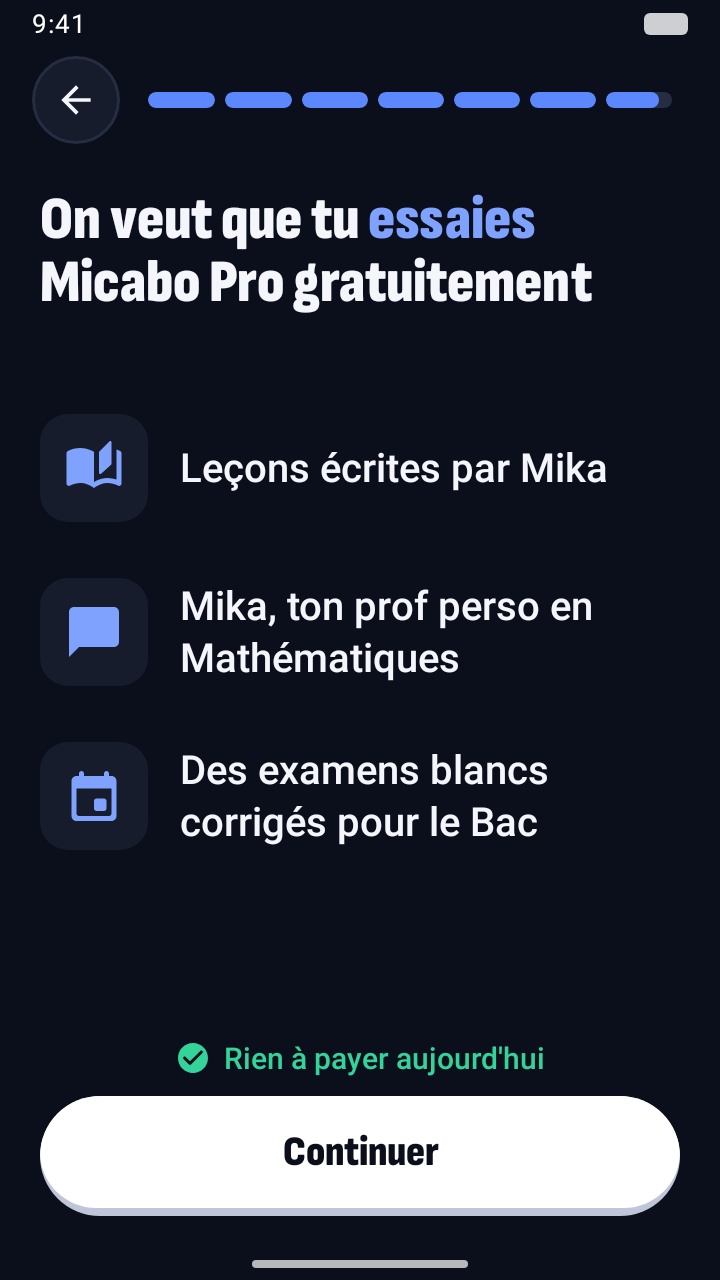 9:41
On veut que tu essaies
Micabo Pro gratuitement
Leçons écrites par Mika
Mika, ton prof perso en
Mathématiques
Des examens blancs
corrigés pour le Bac
Rien à payer aujourd'hui
Continuer